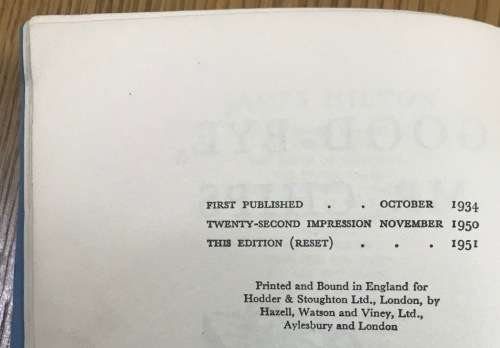 FIRST PUBLISHED . . OCTOBER 1934
TWENTY-SECOND IMPRESSION NOVEMBER 1950
THIS EDITION (RESET) . . . 1951
Printed and Bound in England for
Hodder & Stoughton Ltd., London, by
Hazell, Watson and Viney, Ltd.,
Aylesbury and London